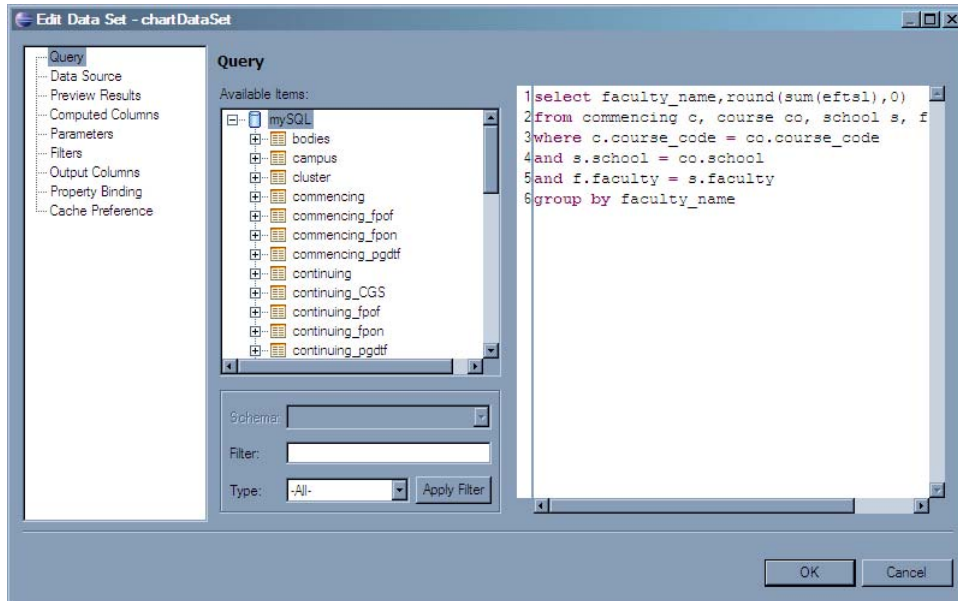 Edit Data Set - chartDataSet
Query
Data Source
Preview Results
Computed Columns
Parameters
Filters
Output Columns
Property Binding
Cache Preference
Query
Available Items:
mySQL
bodies
campus
cluster
commencing
commencing_fpof
commencing_fpon
commencing_pgdtf
continuing
continuing_CGS
continuing_fpof
continuing_fpon
continuing_pgdtf
Schema:
Filter:
Type: -All- Apply Filter
1 select faculty_name,round(sum(eftsl),0)
2 from commencing c, course co, school s, f
3 where c.course_code = co.course_code
4 and s.school = co.school
5 and f.faculty = s.faculty
6 group by faculty_name
OK Cancel